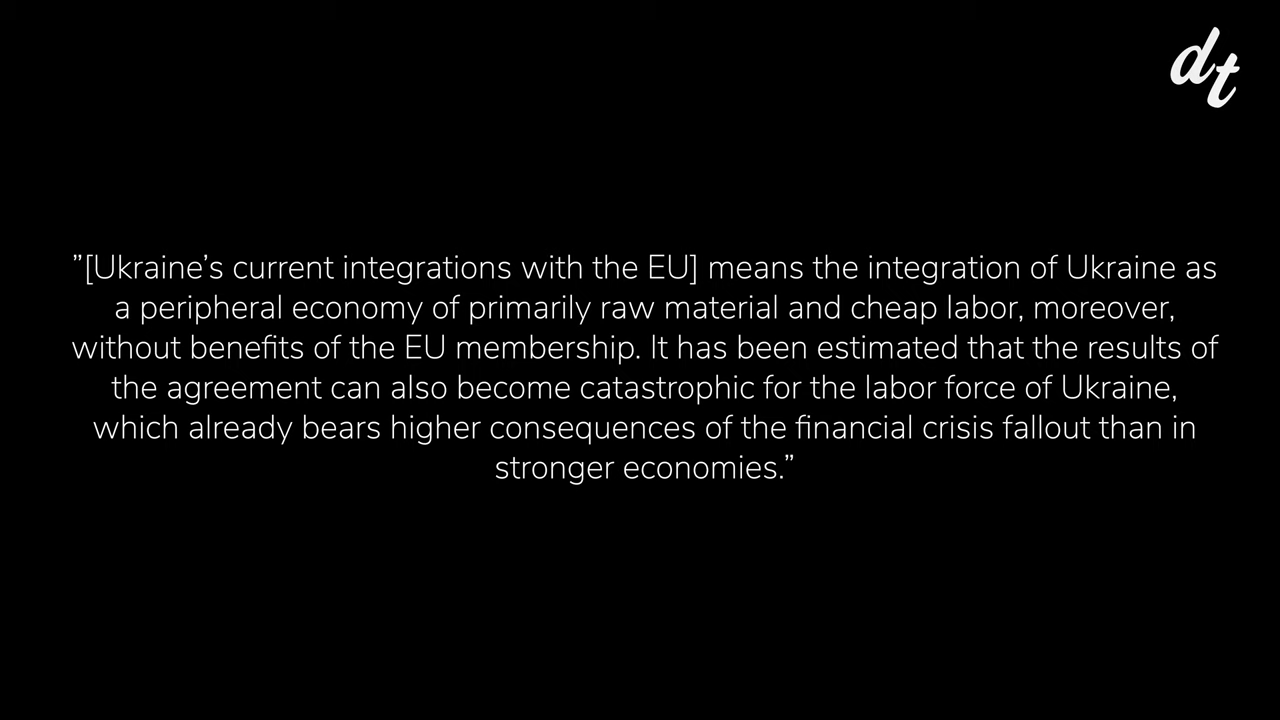 dt
”[Ukraine’s current integrations with the EU] means the integration of Ukraine as
a peripheral economy of primarily raw material and cheap labor, moreover,
without benefits of the EU membership. It has been estimated that the results of
the agreement can also become catastrophic for the labor force of Ukraine,
which already bears higher consequences of the financial crisis fallout than in
stronger economies.”